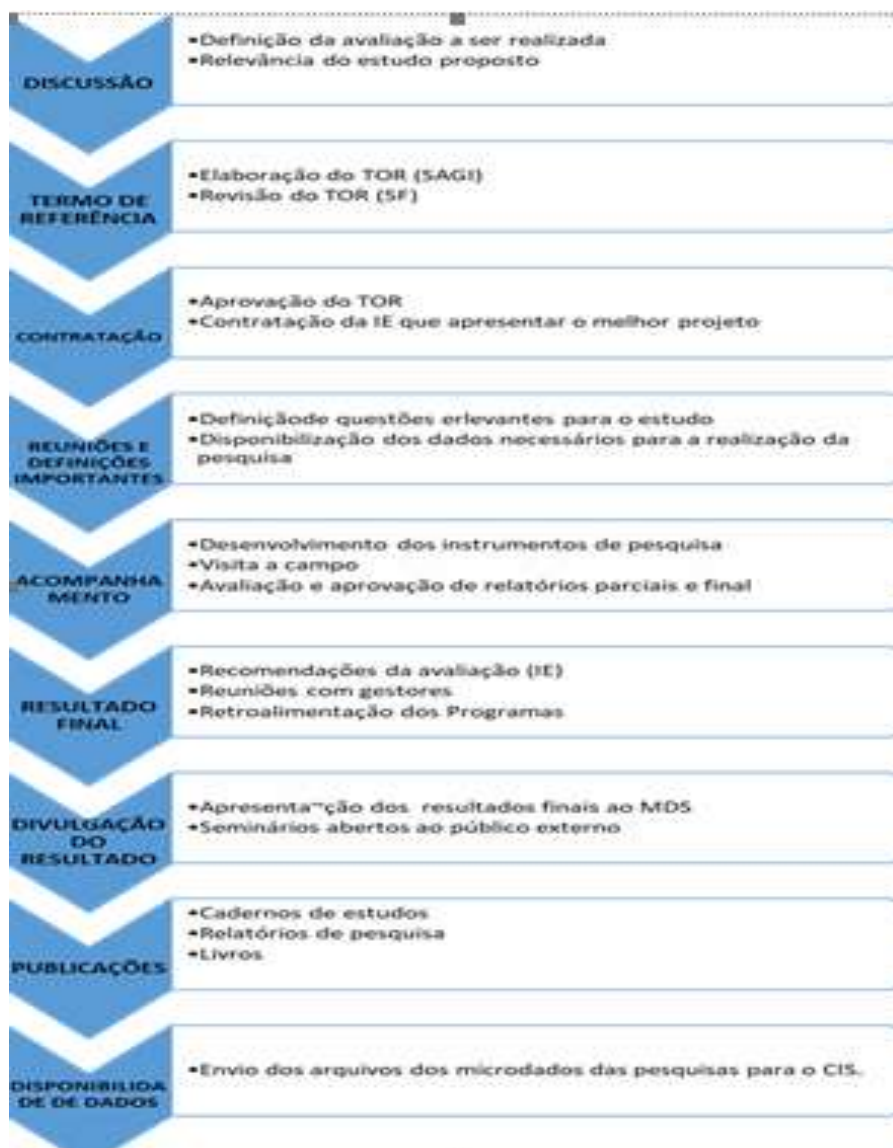 DISCUSSÃO
•Definição da avaliação a ser realizada
•Relevância do estudo proposto
TERMO DE
REFERÊNCIA
•Elaboração do TOR (SAGI)
•Revisão do TOR (SF)
CONTRATAÇÃO
•Aprovação do TOR
•Contratação da IE que apresentar o melhor projeto
REUNIÕES E
DEFINIÇÕES
IMPORTANTES
•Definiçãode questões erlevantes para o estudo
•Disponibilização dos dados necessários para a realização da
pesquisa
ACOMPANHA
MENTO
•Desenvolvimento dos instrumentos de pesquisa
•Visita a campo
•Avaliação e aprovação de relatórios parciais e final
RESULTADO
FINAL
•Recomendações da avaliação (IE)
•Reuniões com gestores
•Retroalimentação dos Programas
DIVULGAÇÃO
DO
RESULTADO
•Apresenta~ção dos resultados finais ao MDS
•Seminários abertos ao público externo
PUBLICAÇÕES
•Cadernos de estudos
•Relatórios de pesquisa
•Livros
DISPONIBILIDA
DE DE DADOS
•Envio dos arquivos dos microdados das pesquisas para o CIS.